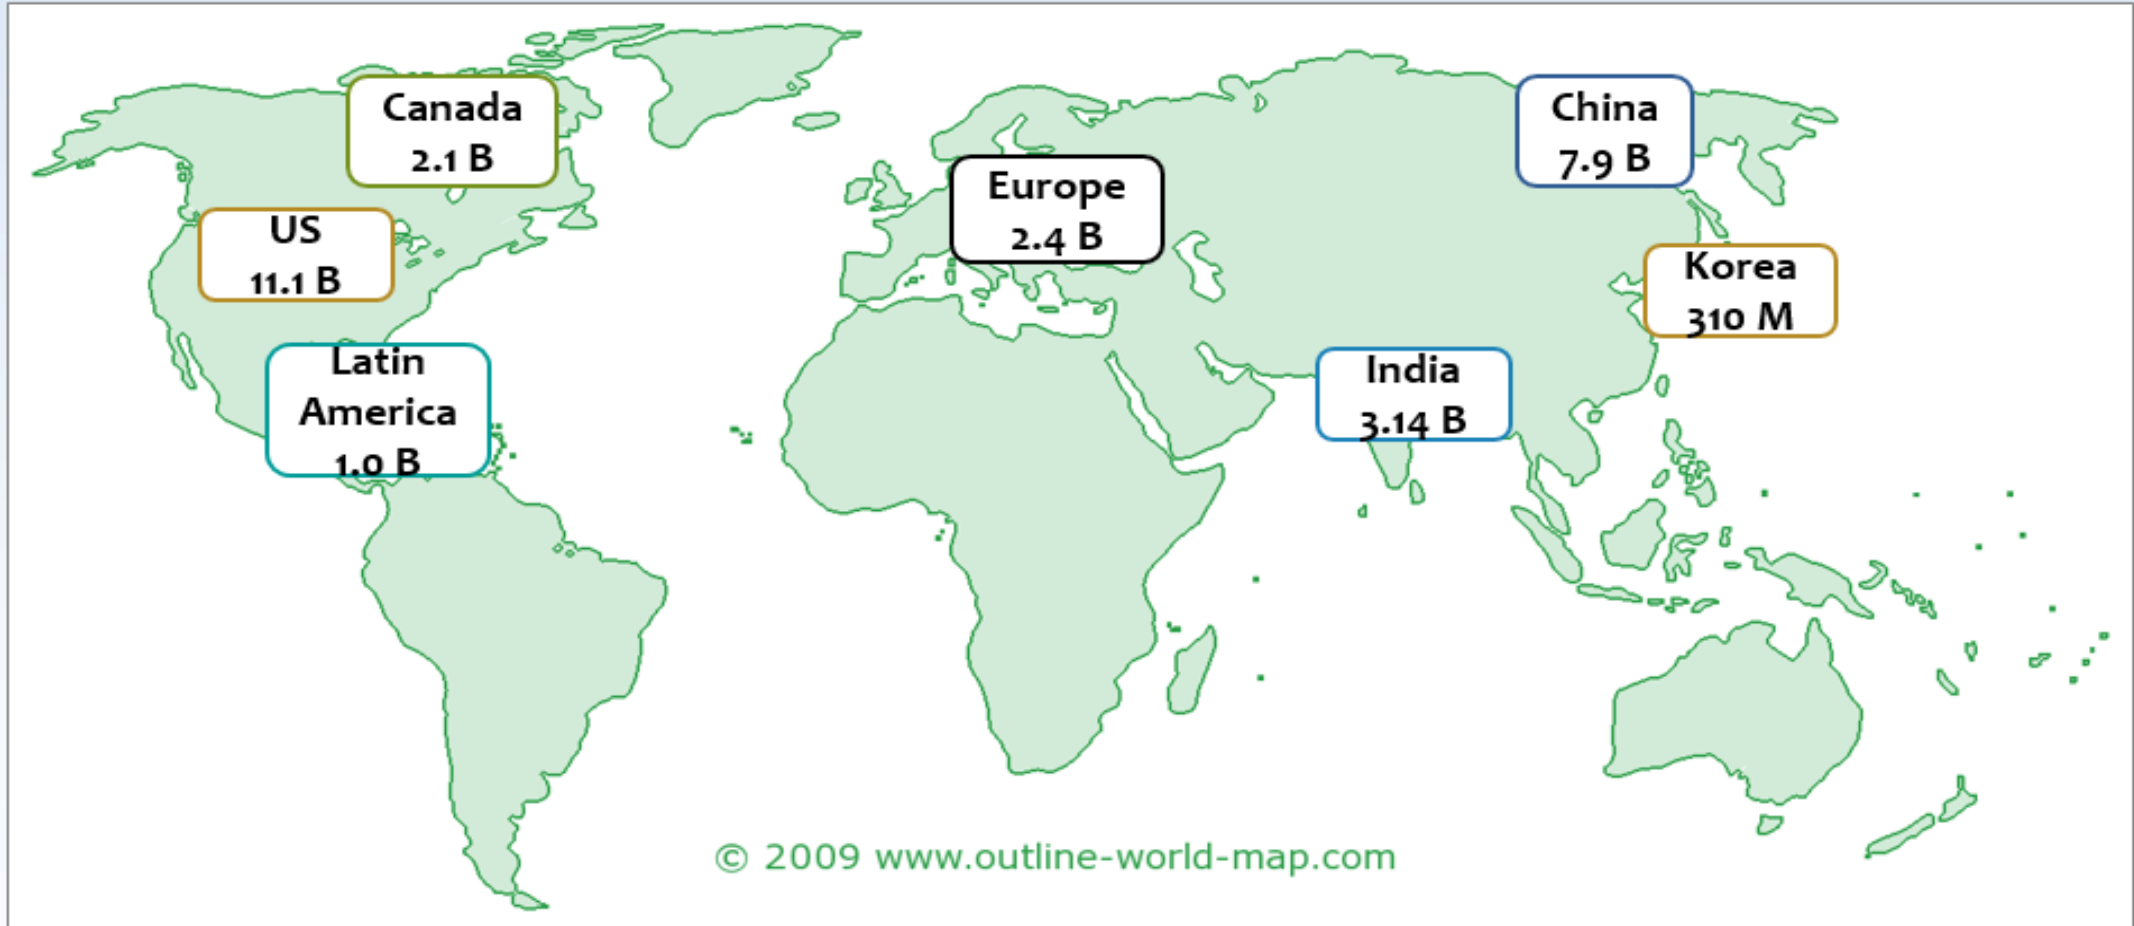 Canada
2.1 B
China
7.9 B
Europe
2.4 B
US
11.1 B
Korea
310 M
Latin
America
1.0 B
India
3.14 B
© 2009 www.outline-world-map.com